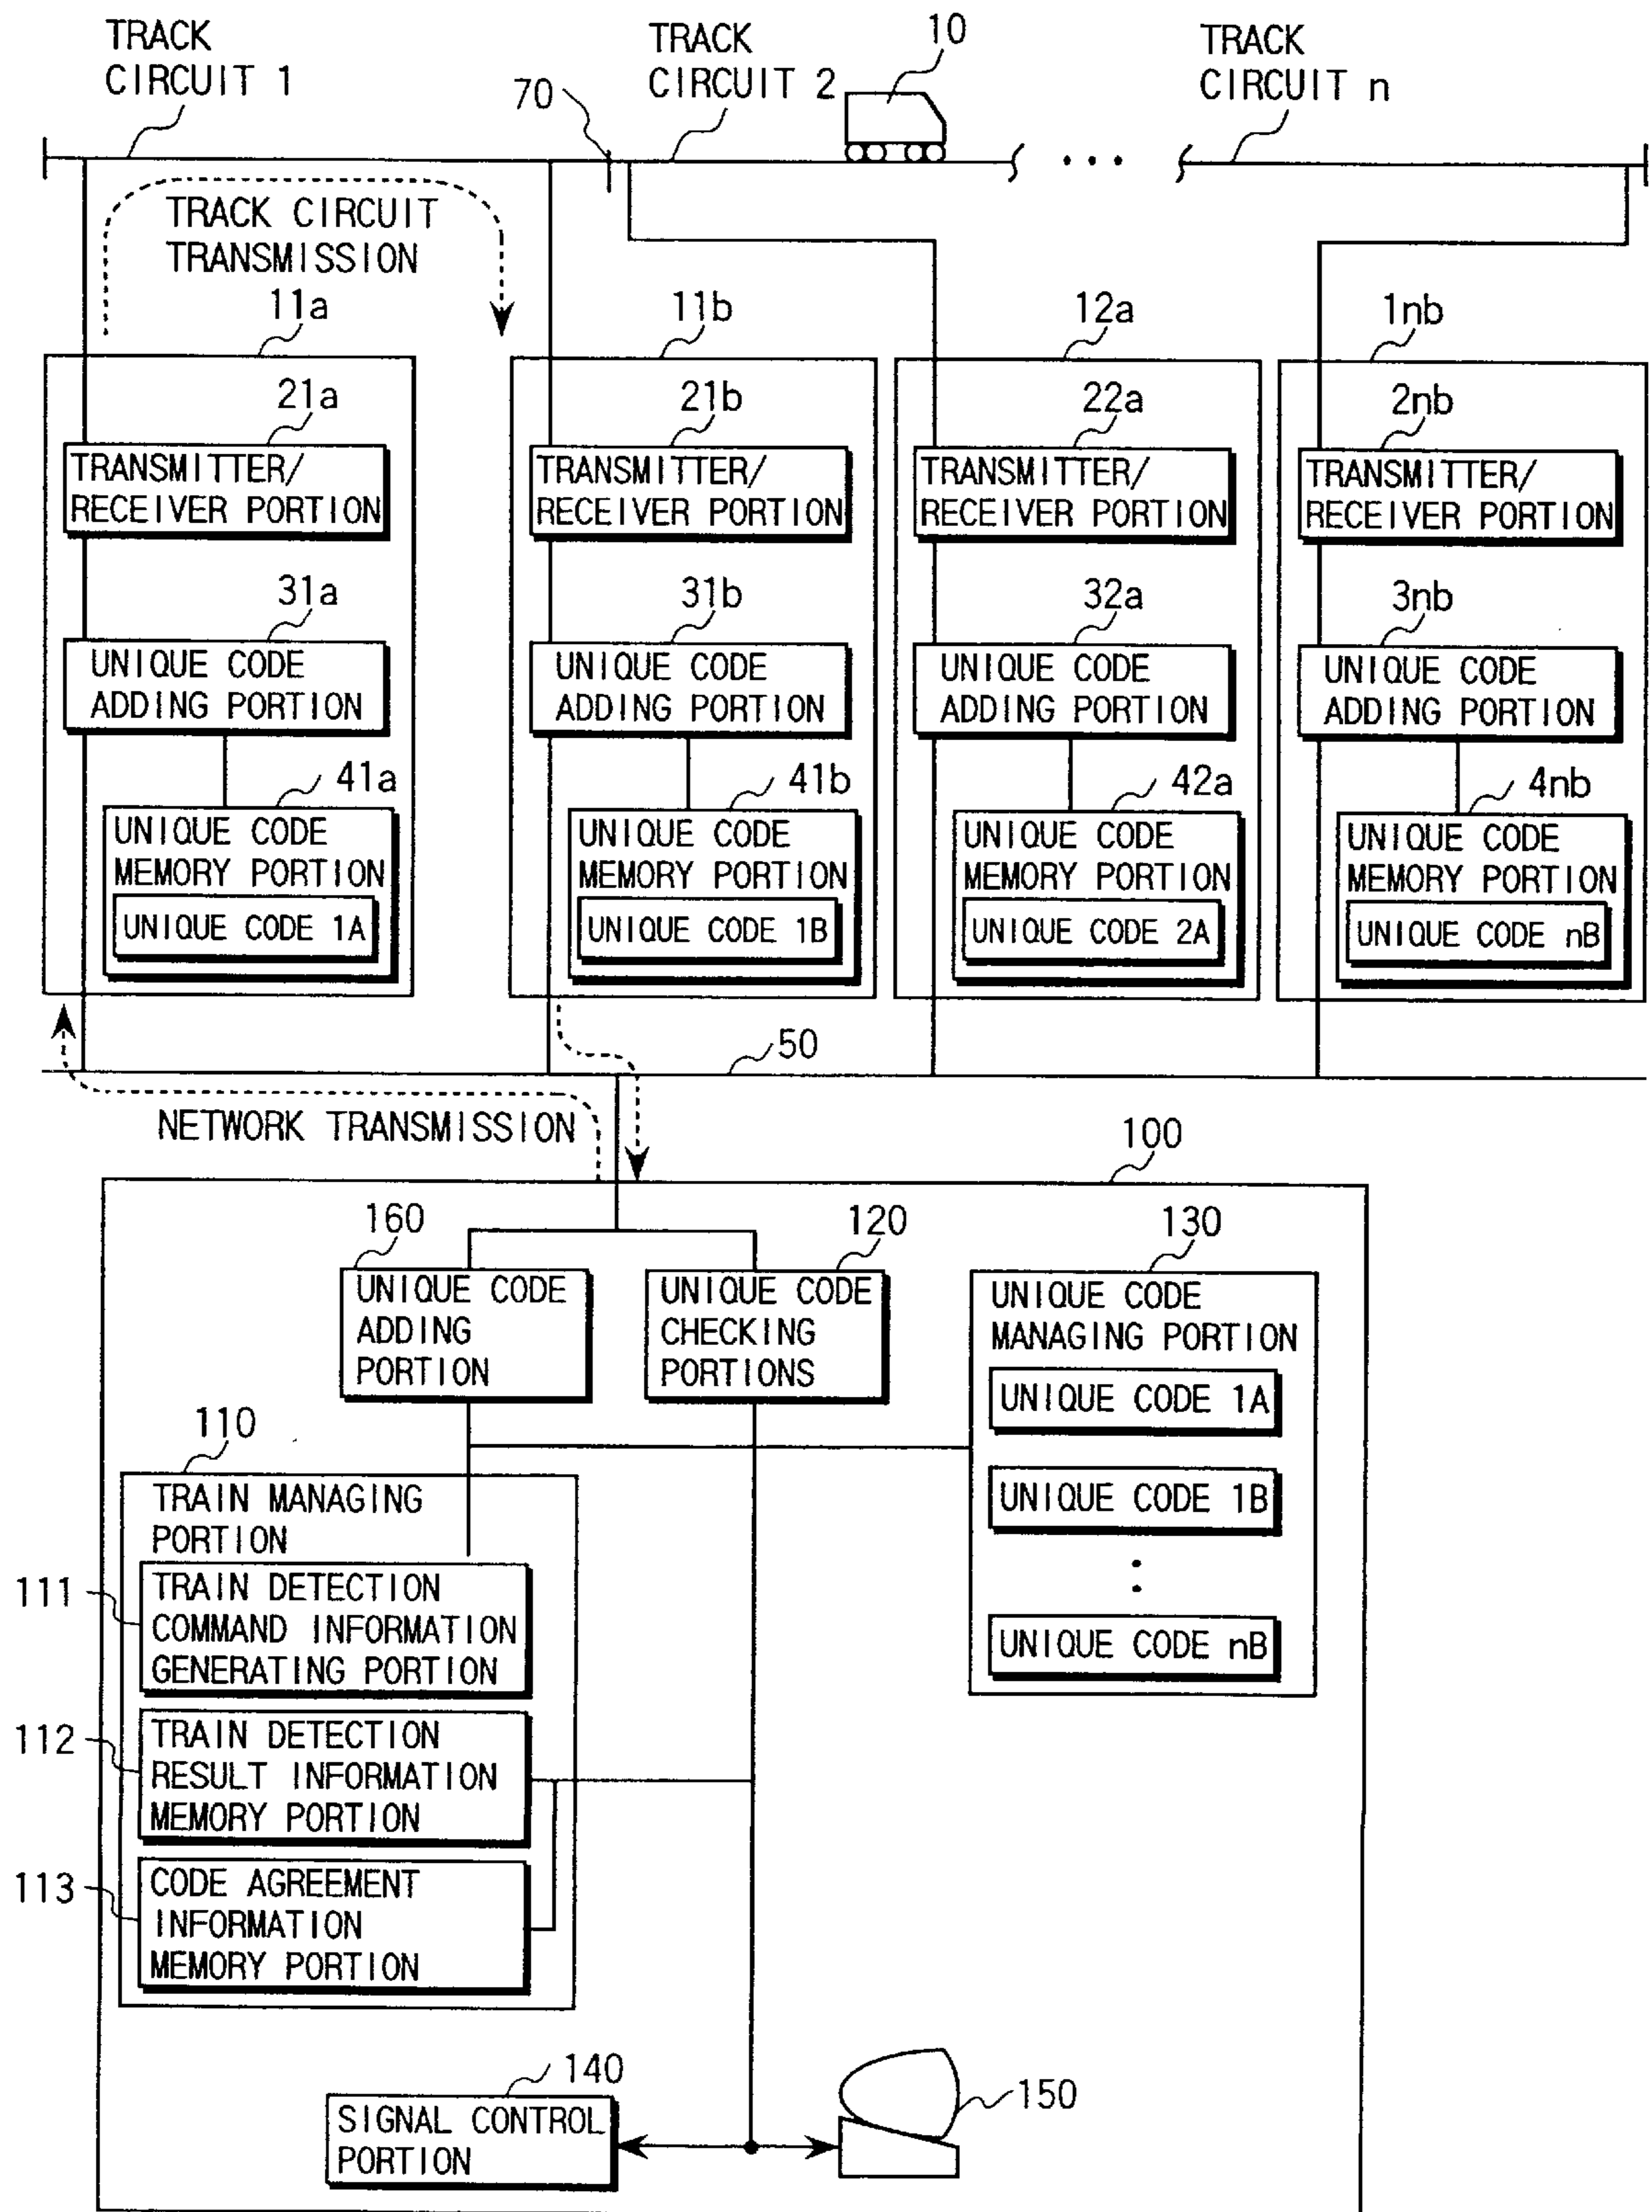 TRACK
CIRCUIT 1
TRACK
CIRCUIT 2
10
TRACK
CIRCUIT n
70
TRACK CIRCUIT
TRANSMISSION
11a
11b
12a
1nb
21a
TRANSMITTER/
RECEIVER PORTION
21b
TRANSMITTER/
RECEIVER PORTION
22a
TRANSMITTER/
RECEIVER PORTION
2nb
TRANSMITTER/
RECEIVER PORTION
31a
UNIQUE CODE
ADDING PORTION
31b
UNIQUE CODE
ADDING PORTION
32a
UNIQUE CODE
ADDING PORTION
3nb
UNIQUE CODE
ADDING PORTION
41a
UNIQUE CODE
MEMORY PORTION
UNIQUE CODE 1A
41b
UNIQUE CODE
MEMORY PORTION
UNIQUE CODE 1B
42a
UNIQUE CODE
MEMORY PORTION
UNIQUE CODE 2A
4nb
UNIQUE CODE
MEMORY PORTION
UNIQUE CODE nB
50
NETWORK TRANSMISSION
100
160
UNIQUE CODE
ADDING
PORTION
120
UNIQUE CODE
CHECKING
PORTIONS
130
UNIQUE CODE
MANAGING PORTION
UNIQUE CODE 1A
UNIQUE CODE 1B
:
UNIQUE CODE nB
110
TRAIN MANAGING
PORTION
111
TRAIN DETECTION
COMMAND INFORMATION
GENERATING PORTION
112
TRAIN DETECTION
RESULT INFORMATION
MEMORY PORTION
113
CODE AGREEMENT
INFORMATION
MEMORY PORTION
140
SIGNAL CONTROL
PORTION
150